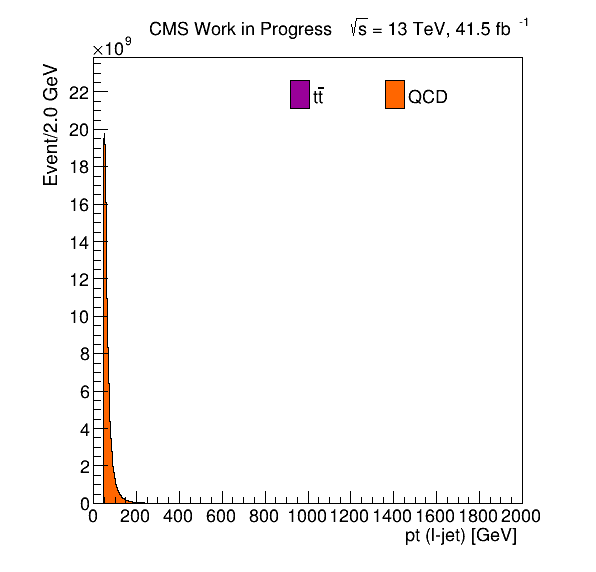 CMS Work in Progress √s = 13 TeV, 41.5 fb⁻¹
×10⁹
Event/2.0 GeV
tt̄
QCD
22
20
18
16
14
12
10
8
6
4
2
0
0 200 400 600 800 1000 1200 1400 1600 1800 2000
pt (l-jet) [GeV]